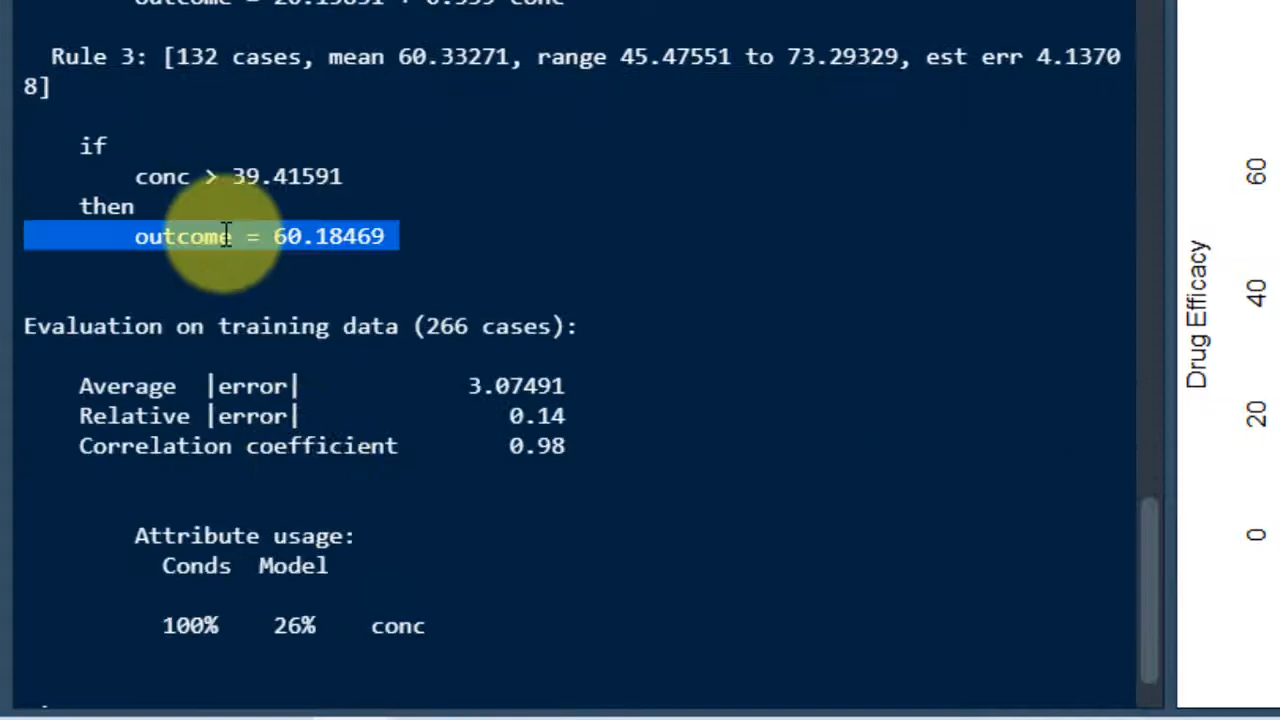 Rule 3: [132 cases, mean 60.33271, range 45.47551 to 73.29329, est err 4.1370
8]
if
conc > 39.41591
then
outcome = 60.18469
Evaluation on training data (266 cases):
Average |error| 3.07491
Relative |error| 0.14
Correlation coefficient 0.98
Attribute usage:
Conds Model
100% 26% conc
Drug Efficacy
60
40
20
0